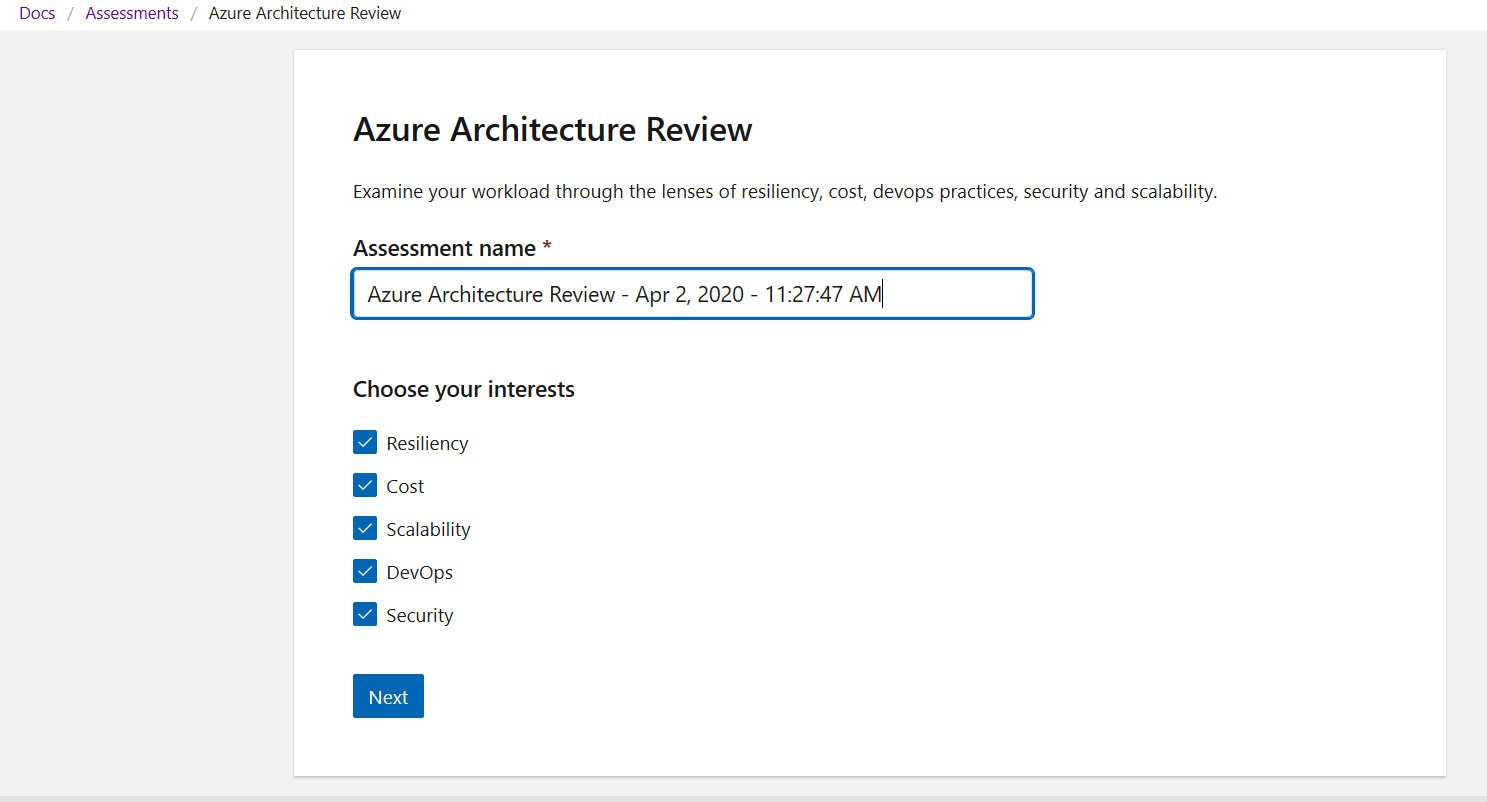 Docs / Assessments / Azure Architecture Review
Azure Architecture Review
Examine your workload through the lenses of resiliency, cost, devops practices, security and scalability.
Assessment name *
Azure Architecture Review - Apr 2, 2020 - 11:27:47 AM
Choose your interests
Resiliency
Cost
Scalability
DevOps
Security
Next